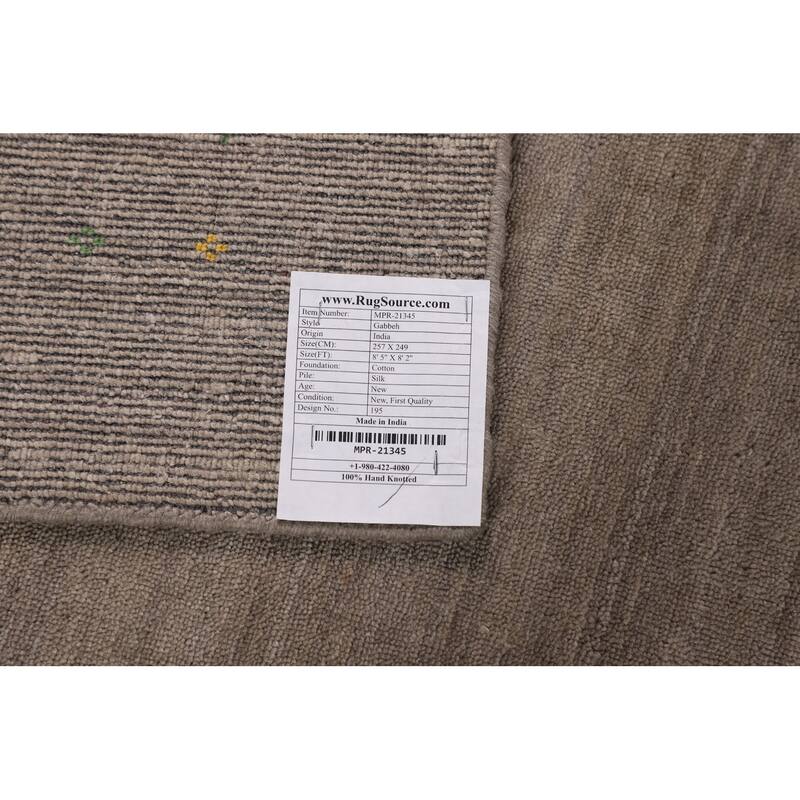 www.RugSource.com
Item Number: MPR-21345
Style Gabbeh
Origin India
Size(CM): 257 X 249
Size(FT): 8' 5" X 8' 2"
Foundation: Cotton
Pile: Silk
Age: New
Condition: New, First Quality
Design No.: 195
Made in India
MPR-21345
+1-980-422-4080
100% Hand Knotted